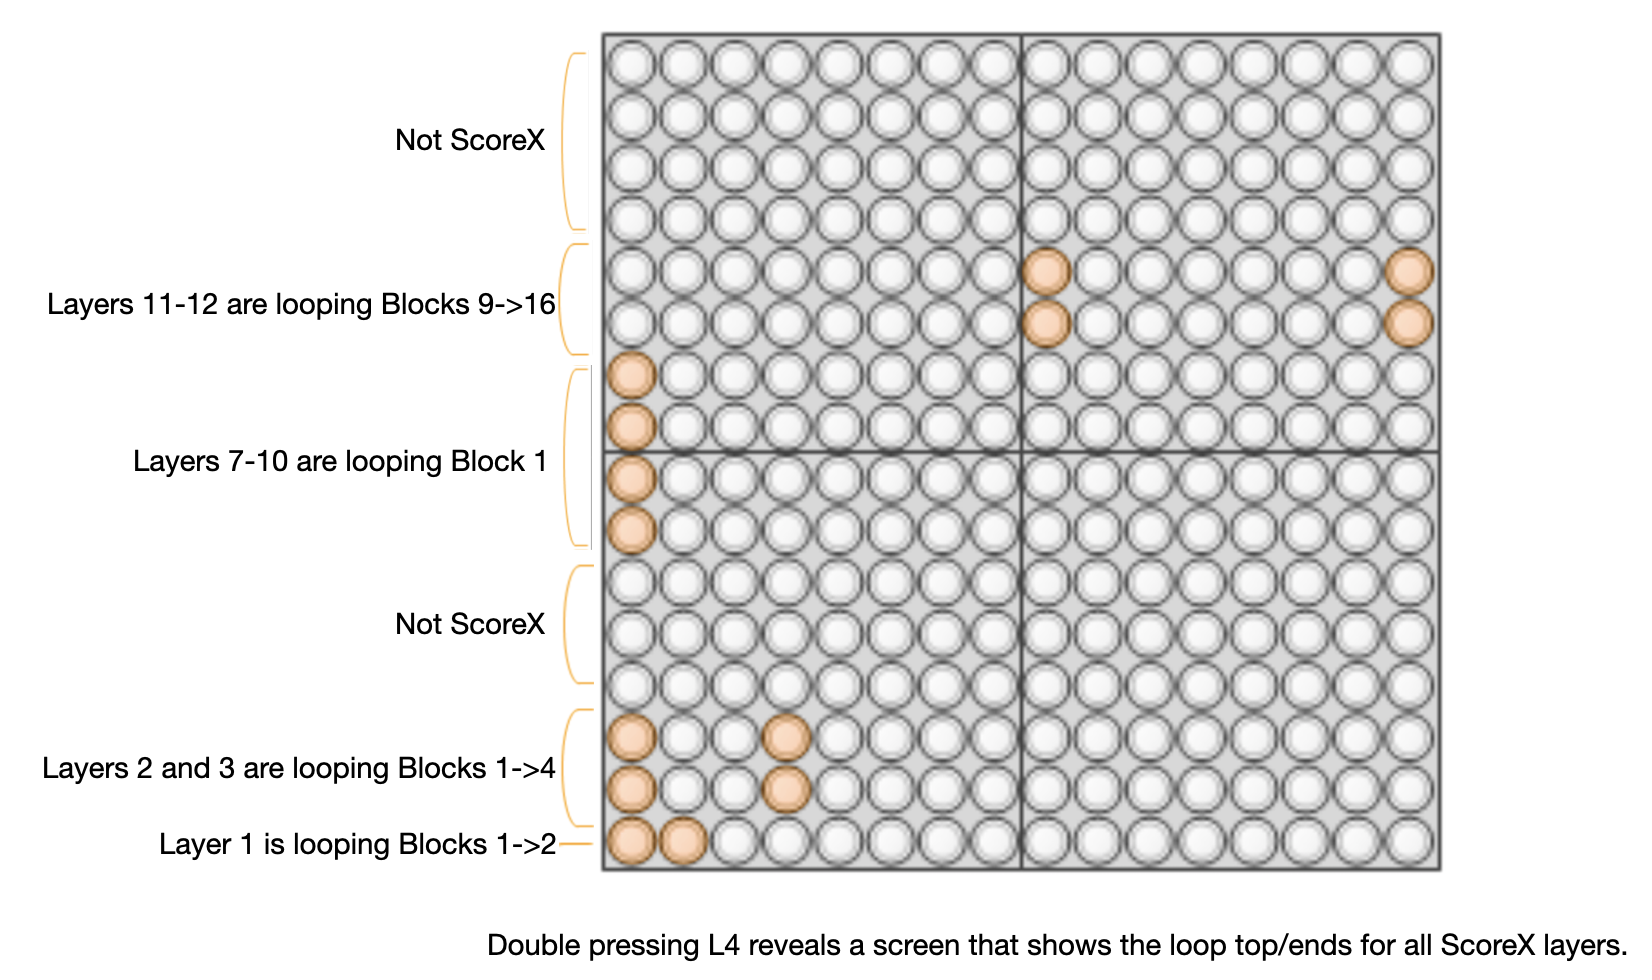 Not ScoreX
Layers 11-12 are looping Blocks 9->16
Layers 7-10 are looping Block 1
Not ScoreX
Layers 2 and 3 are looping Blocks 1->4
Layer 1 is looping Blocks 1->2
Double pressing L4 reveals a screen that shows the loop top/ends for all ScoreX layers.